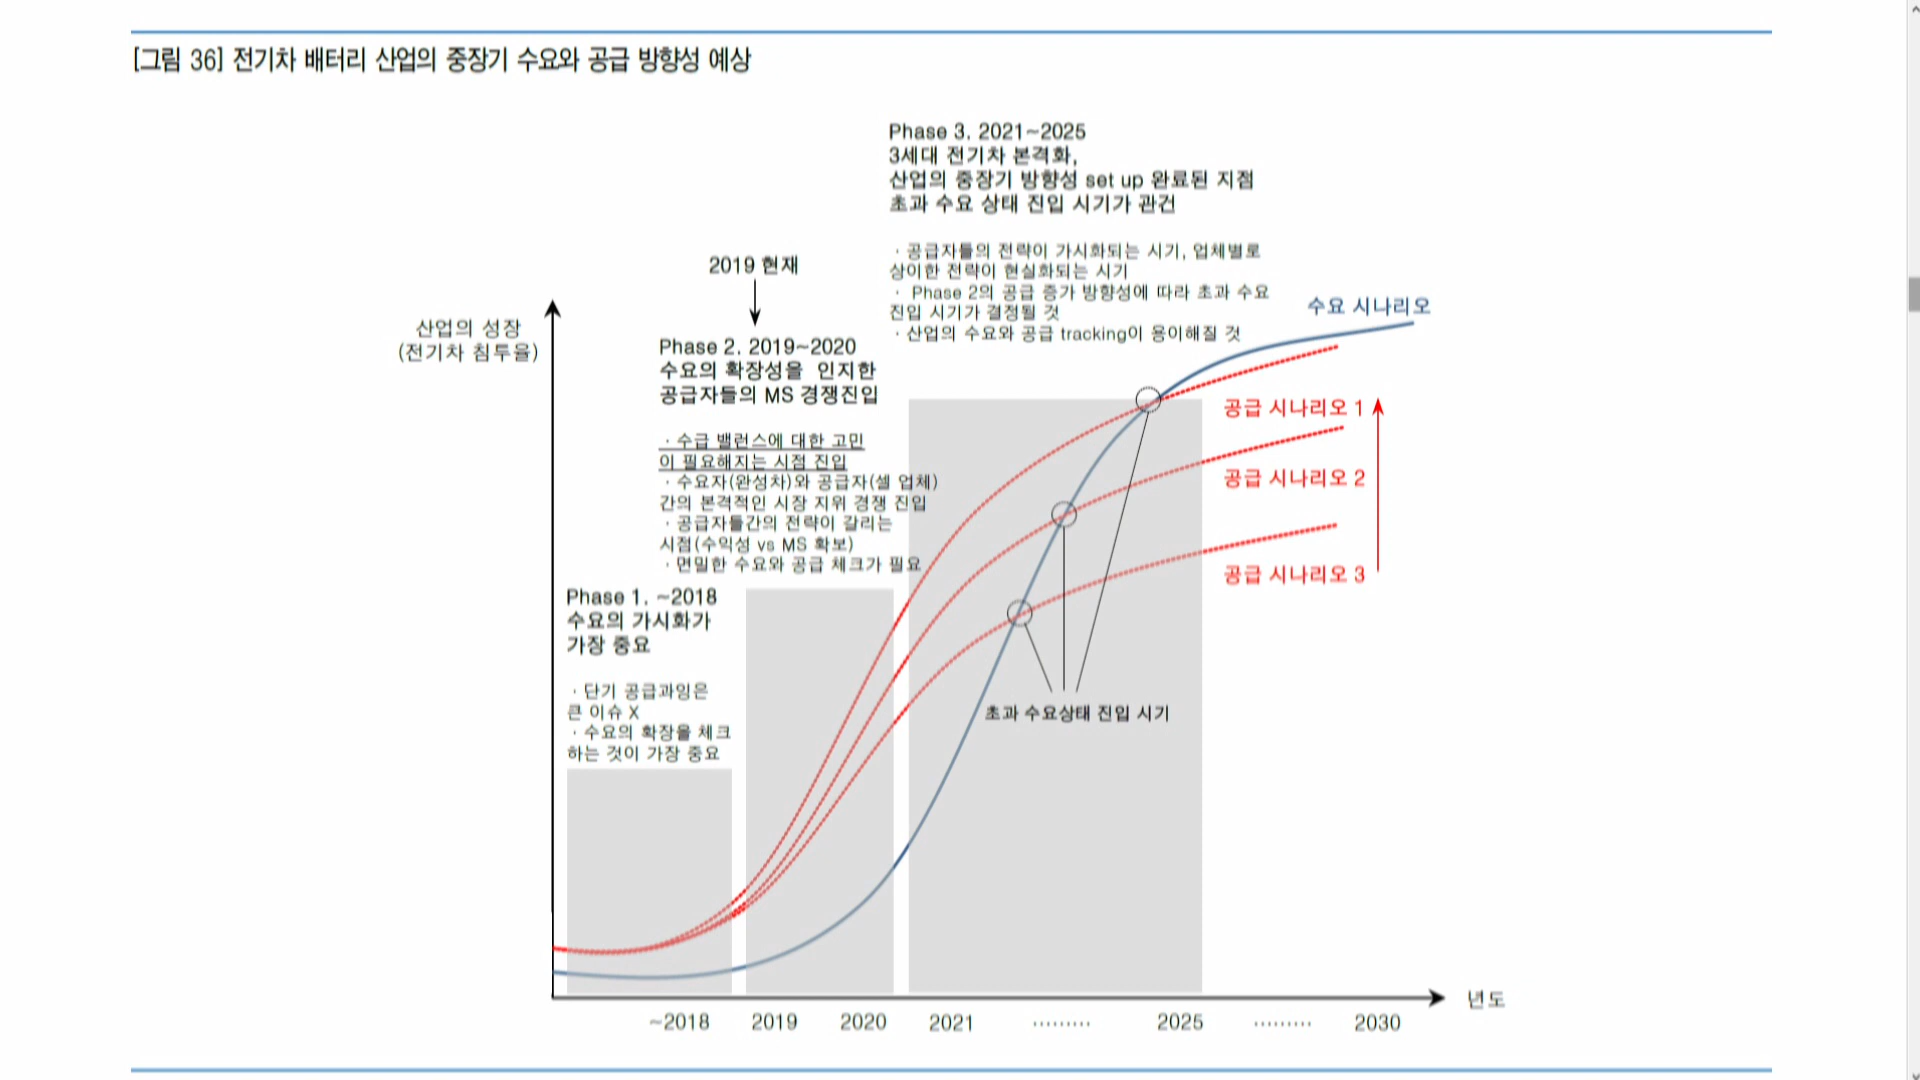 [그림 36] 전기차 배터리 산업의 중장기 수요와 공급 방향성 예상
Phase 3. 2021~2025
3세대 전기차 본격화,
산업의 중장기 방향성 set up 완료된 지점
초과 수요 상태 진입 시기가 관건
· 공급자들의 전략이 가시화되는 시기, 업체별로
상이한 전략이 현실화되는 시기
· Phase 2의 공급 증가 방향성에 따라 초과 수요
진입 시기가 결정될 것
· 산업의 수요와 공급 tracking이 용이해질 것
2019 현재
수요 시나리오
산업의 성장
(전기차 침투율)
Phase 2. 2019~2020
수요의 확장성을 인지한
공급자들의 MS 경쟁진입
· 수급 밸런스에 대한 고민
이 필요해지는 시점 진입
· 수요자(완성차)와 공급자(셀 업체)
간의 본격적인 시장 지위 경쟁 진입
· 공급자들간의 전략이 갈리는
시점(수익성 vs MS 확보)
· 면밀한 수요와 공급 체크가 필요
공급 시나리오 1
공급 시나리오 2
공급 시나리오 3
Phase 1. ~2018
수요의 가시화가
가장 중요
· 단기 공급과잉은
큰 이슈 X
· 수요의 확장을 체크
하는 것이 가장 중요
초과 수요상태 진입 시기
년도
~2018 2019 2020 2021 ········· 2025 ········· 2030